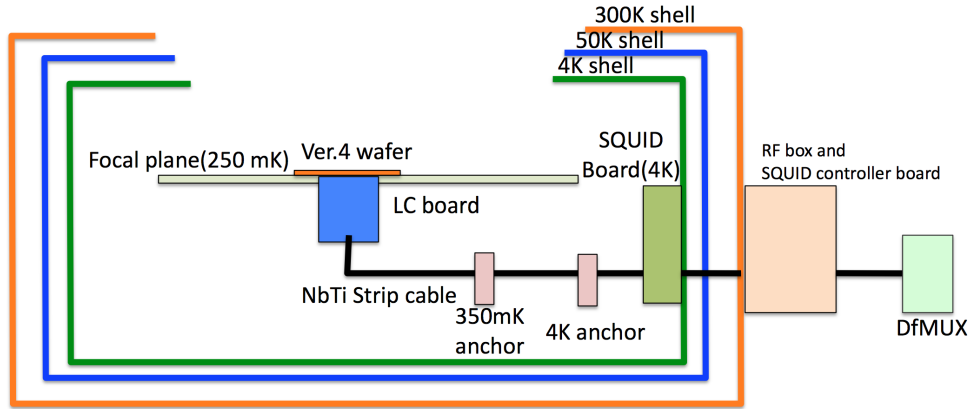 300K shell
50K shell
4K shell
SQUID
Board(4K)
Focal plane(250 mK)
Ver.4 wafer
RF box and
SQUID controller board
LC board
NbTi Strip cable
350mK
anchor
4K anchor
DfMUX